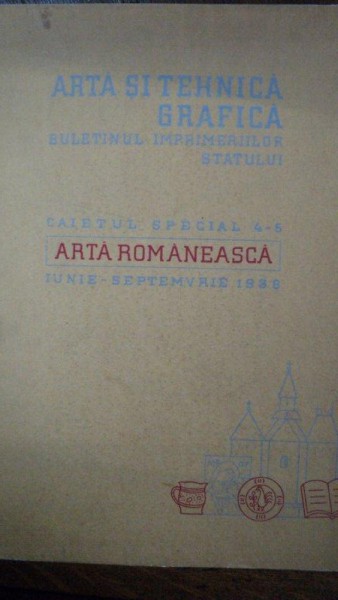 ARTĂ ȘI TEHNICĂ
GRAFICĂ
BULETINUL IMPRIMERIILOR
STATULUI
CAIETUL SPECIAL 4-5
ARTĂ ROMÂNEASCĂ
IUNIE-SEPTEMVRIE 1938